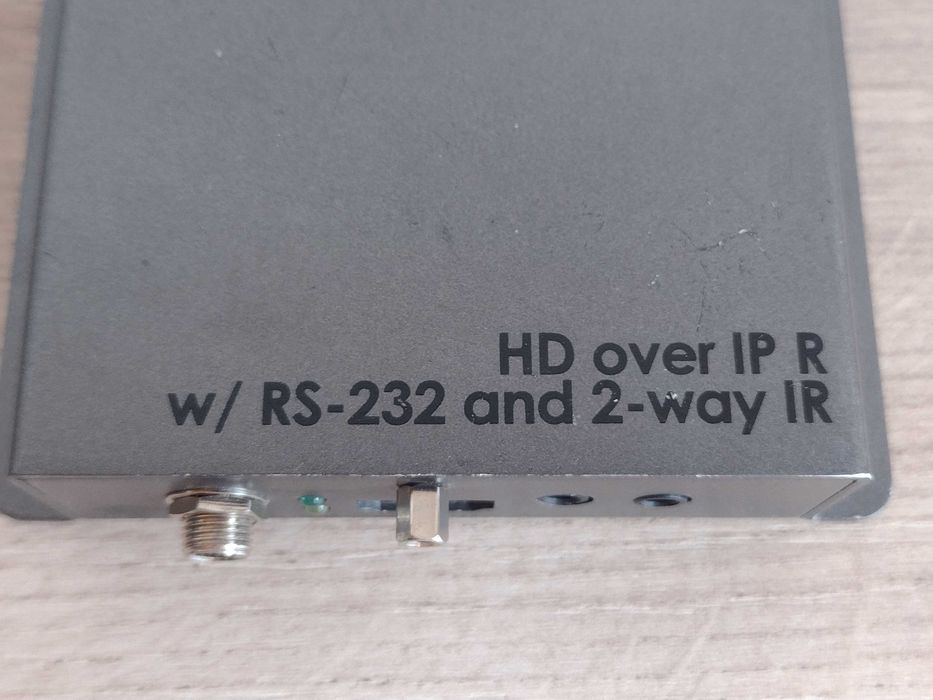 HD over IP R
w/ RS-232 and 2-way IR